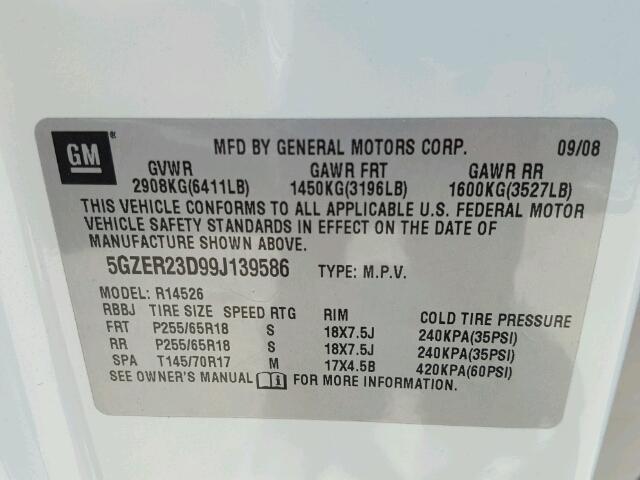 GM ® MFD BY GENERAL MOTORS CORP. 09/08
GVWR GAWR FRT GAWR RR
2908KG(6411LB) 1450KG(3196LB) 1600KG(3527LB)
THIS VEHICLE CONFORMS TO ALL APPLICABLE U.S. FEDERAL MOTOR
VEHICLE SAFETY STANDARDS IN EFFECT ON THE DATE OF
MANUFACTURE SHOWN ABOVE.
5GZER23D99J139586 TYPE: M.P.V.
MODEL: R14526
RBBJ TIRE SIZE SPEED RTG RIM COLD TIRE PRESSURE
FRT P255/65R18 S 18X7.5J 240KPA(35PSI)
RR P255/65R18 S 18X7.5J 240KPA(35PSI)
SPA T145/70R17 M 17X4.5B 420KPA(60PSI)
SEE OWNER'S MANUAL FOR MORE INFORMATION.